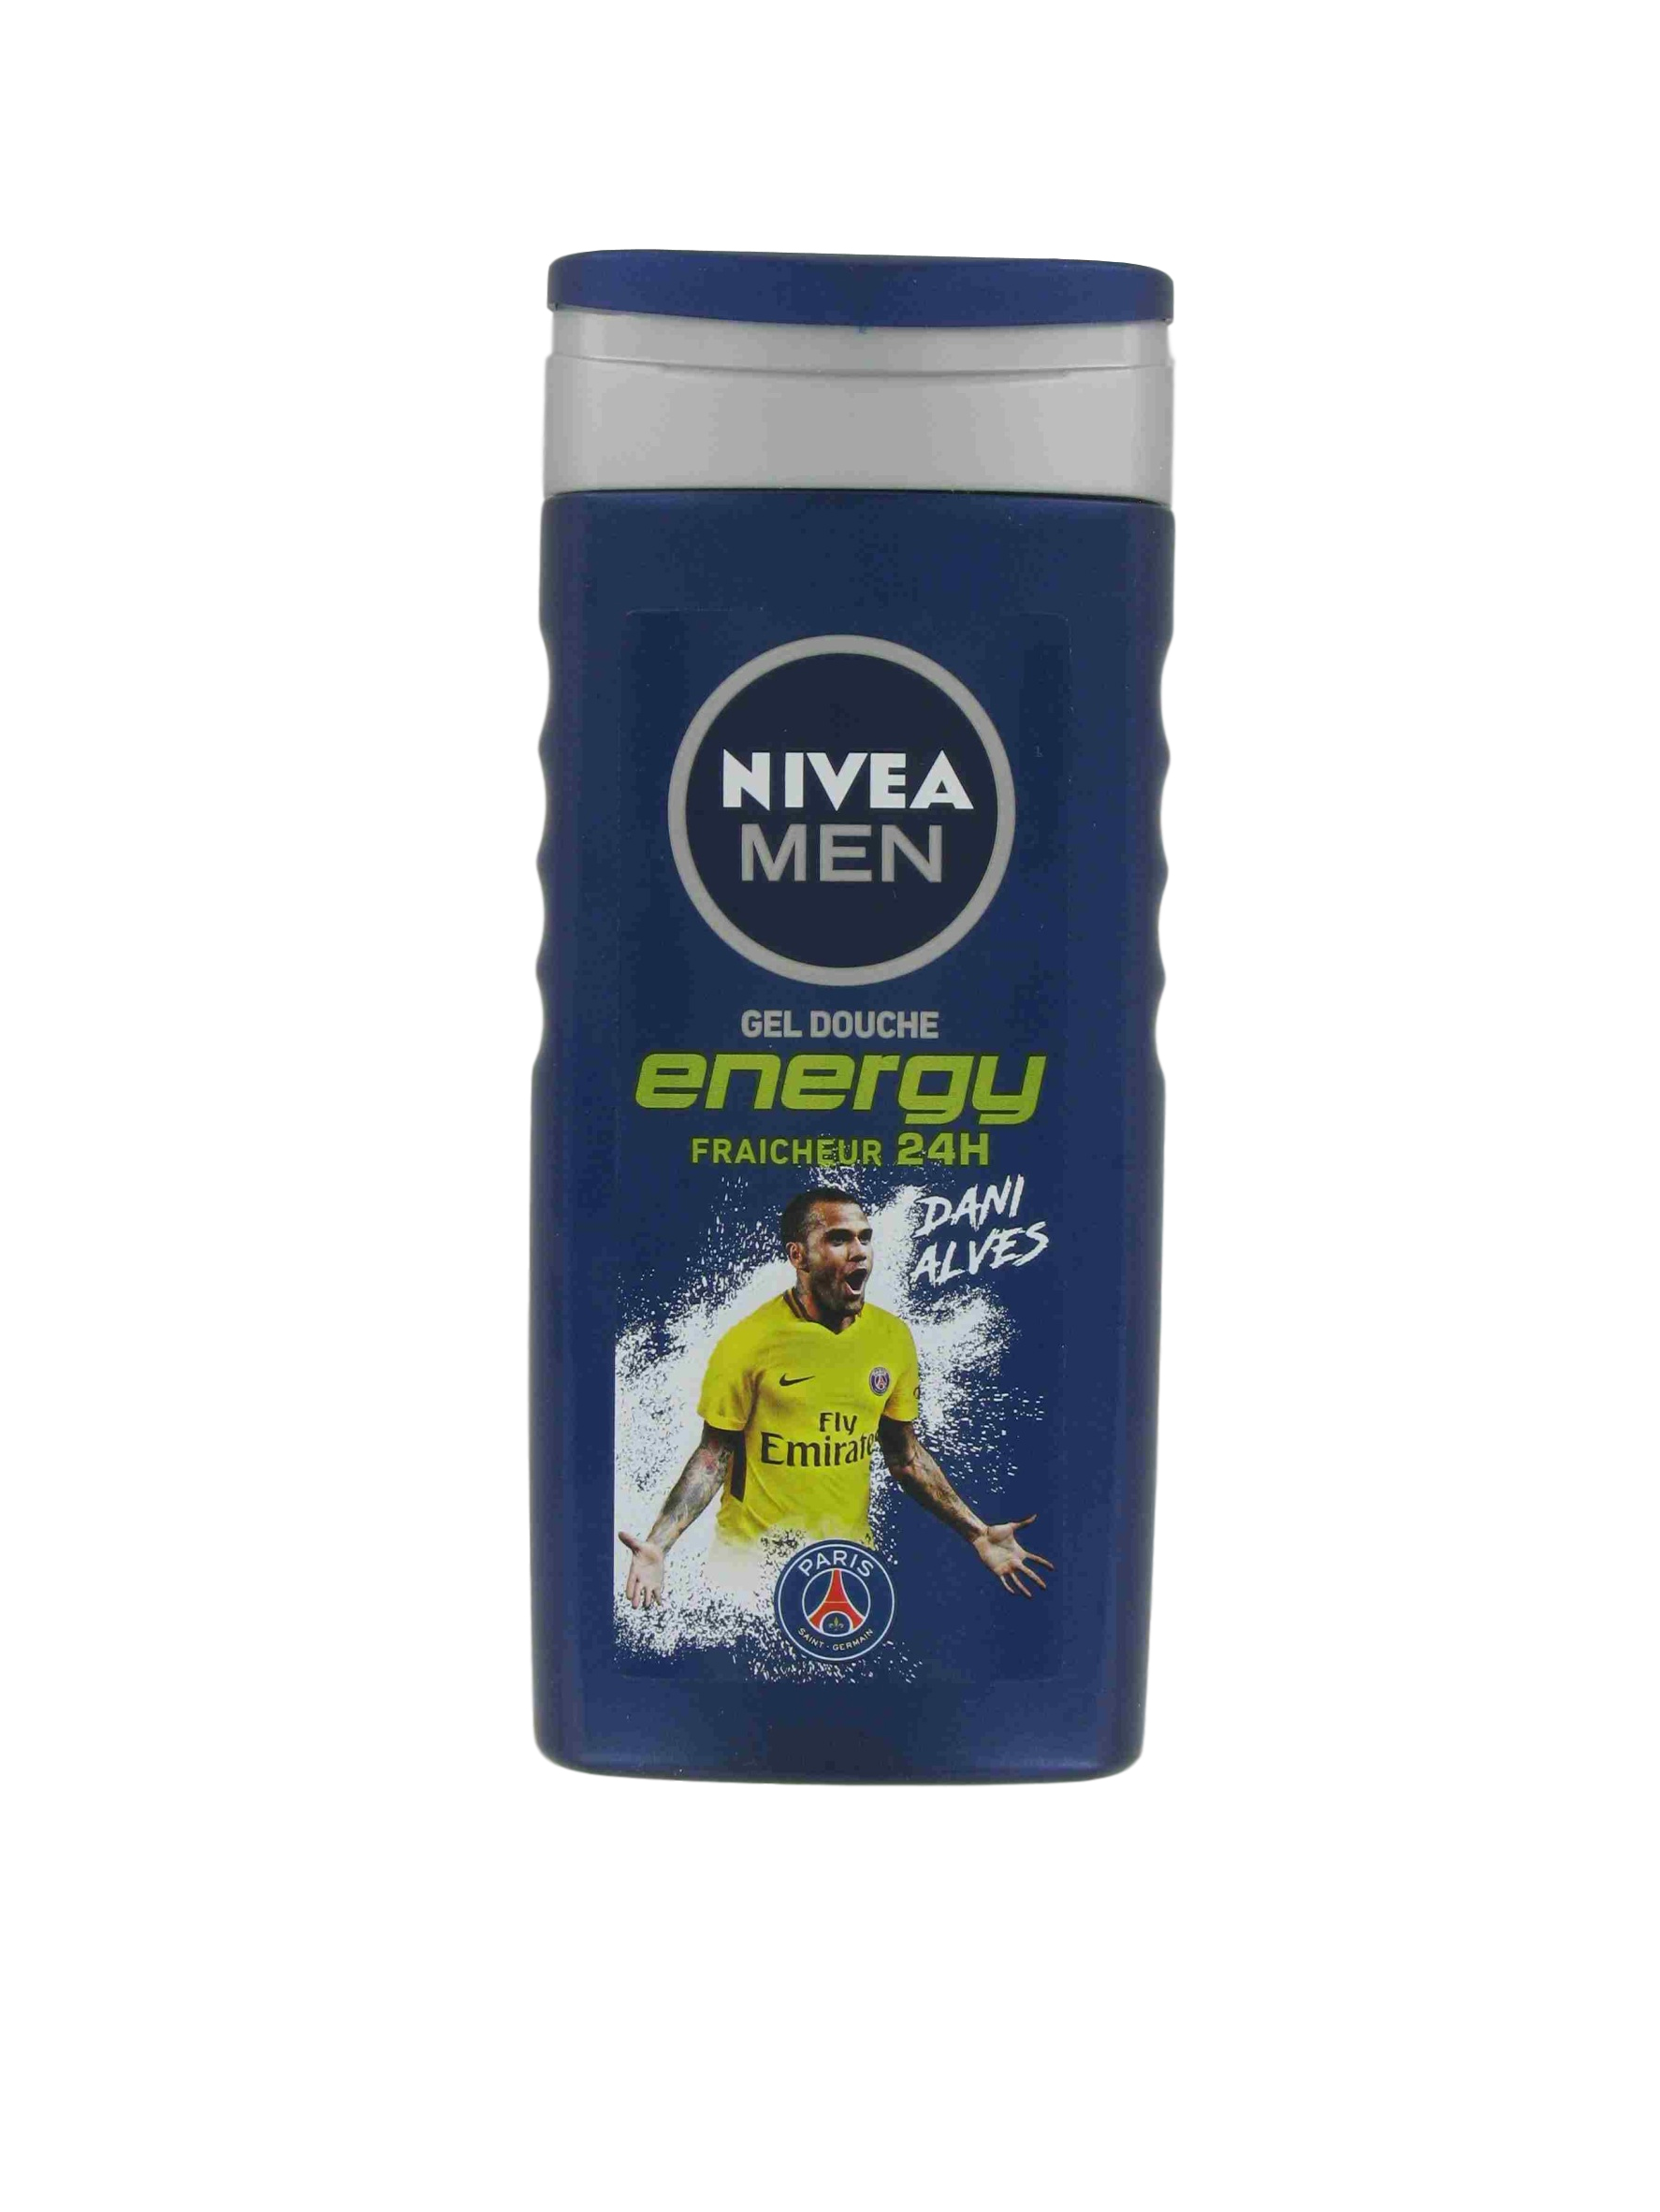 NIVEA
MEN
GEL DOUCHE
energy
FRAICHEUR 24H
DANI
ALVES
Fly
Emirates
PARIS
SAINT-GERMAIN